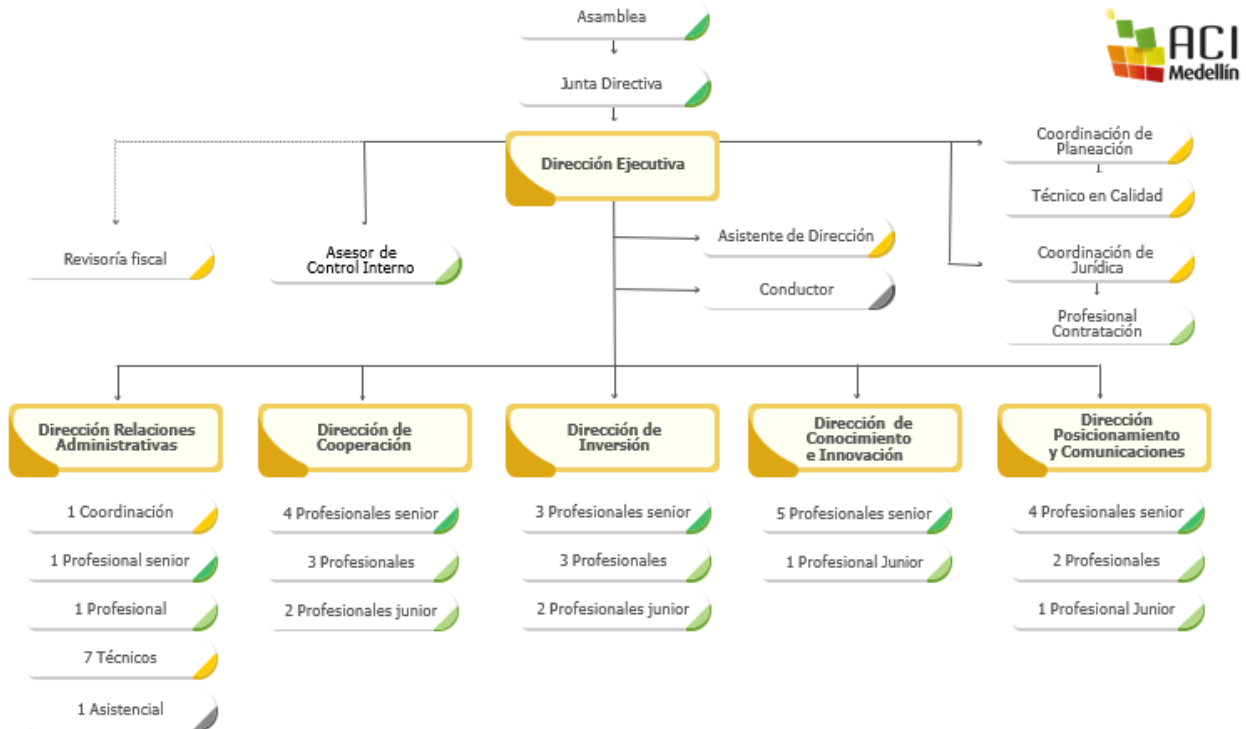 Asamblea
ACI
Medellín
Junta Directiva
Dirección Ejecutiva
Coordinación de
Planeación
Técnico en Calidad
Revisoría fiscal
Asesor de
Control Interno
Asistente de Dirección
Conductor
Coordinación de
Jurídica
Profesional
Contratación
Dirección Relaciones
Administrativas
1 Coordinación
1 Profesional senior
1 Profesional
7 Técnicos
1 Asistencial
Dirección de
Cooperación
4 Profesionales senior
3 Profesionales
2 Profesionales junior
Dirección de
Inversión
3 Profesionales senior
3 Profesionales
2 Profesionales junior
Dirección de
Conocimiento
e Innovación
5 Profesionales senior
1 Profesional Junior
Dirección
Posicionamiento
y Comunicaciones
4 Profesionales senior
2 Profesionales
1 Profesional Junior